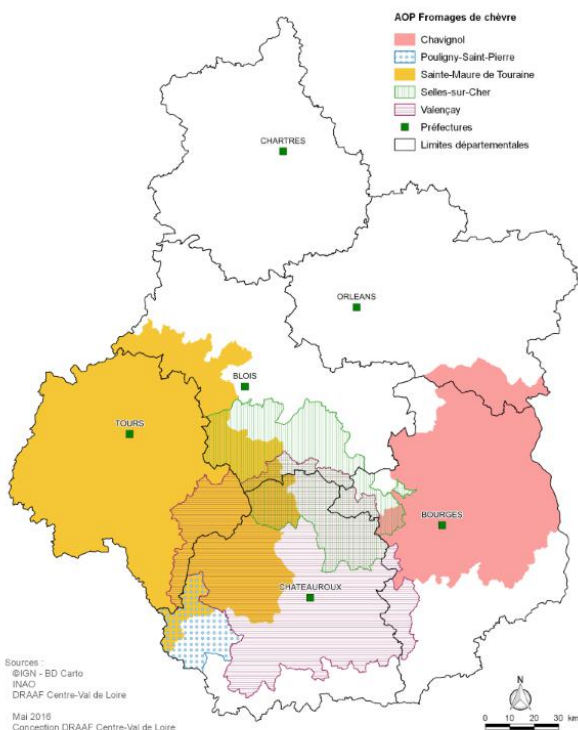 AOP Fromages de chèvre
Chavignol
Pouligny-Saint-Pierre
Sainte-Maure de Touraine
Selles-sur-Cher
Valençay
Préfectures
Limites départementales
CHARTRES
ORLEANS
BLOIS
TOURS
BOURGES
CHATEAUROUX
Sources :
©IGN - BD Carto
INAO
DRAAF Centre-Val de Loire
Mai 2016
Conception DRAAF Centre-Val de Loire
N
0 10 20 30 km